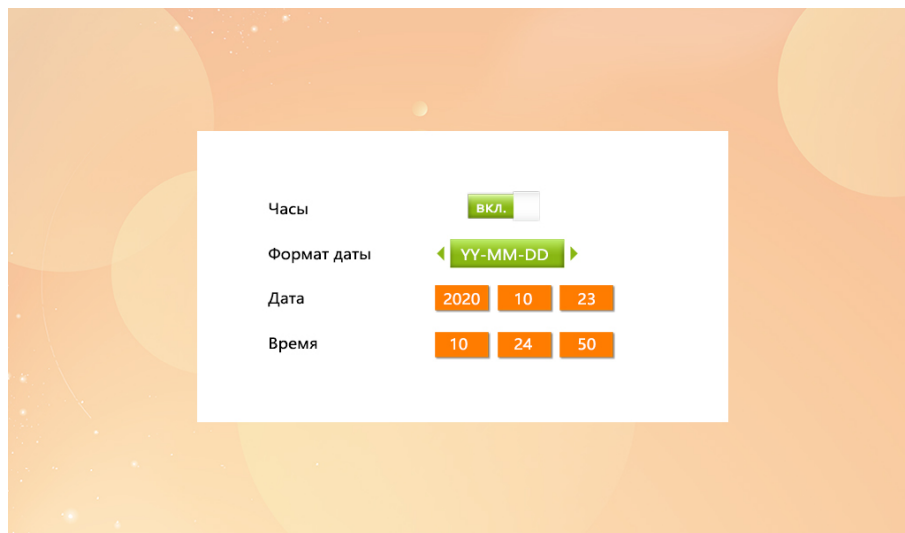 Часы вкл.
Формат даты YY-MM-DD
Дата 2020 10 23
Время 10 24 50